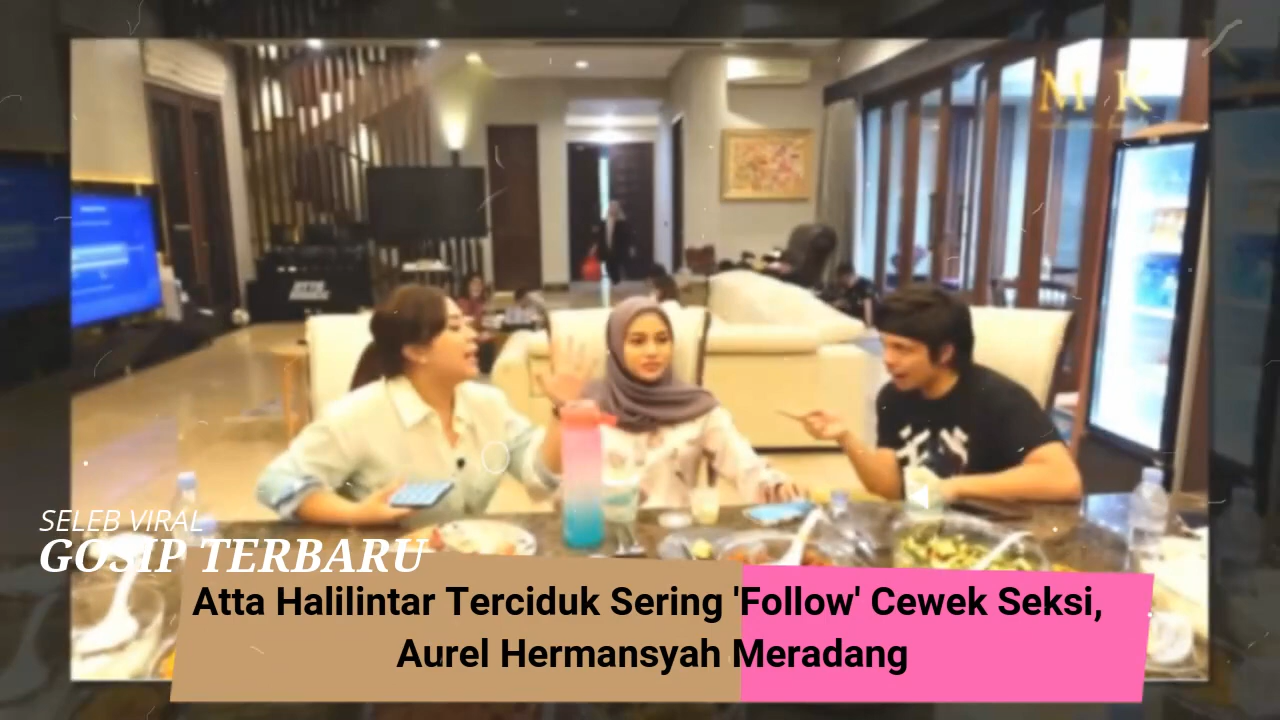 M K
SELEB VIRAL
GOSIP TERBARU
Atta Halilintar Terciduk Sering 'Follow' Cewek Seksi,
Aurel Hermansyah Meradang